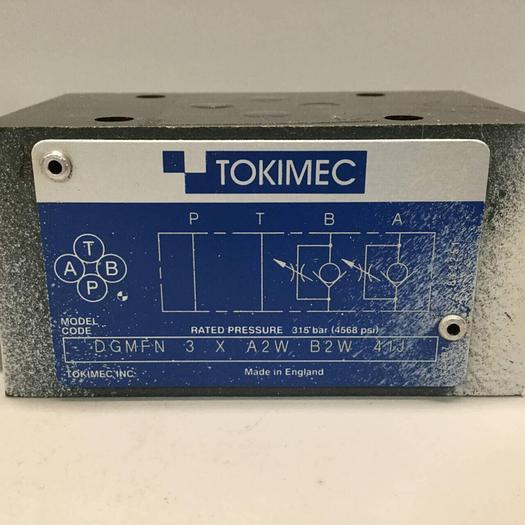 TOKIMEC
P T B A
T
A B
P
MODEL
CODE
RATED PRESSURE 315 bar (4568 psi)
DGMFN 3 X A2W B2W 41J
TOKIMEC INC. Made in England